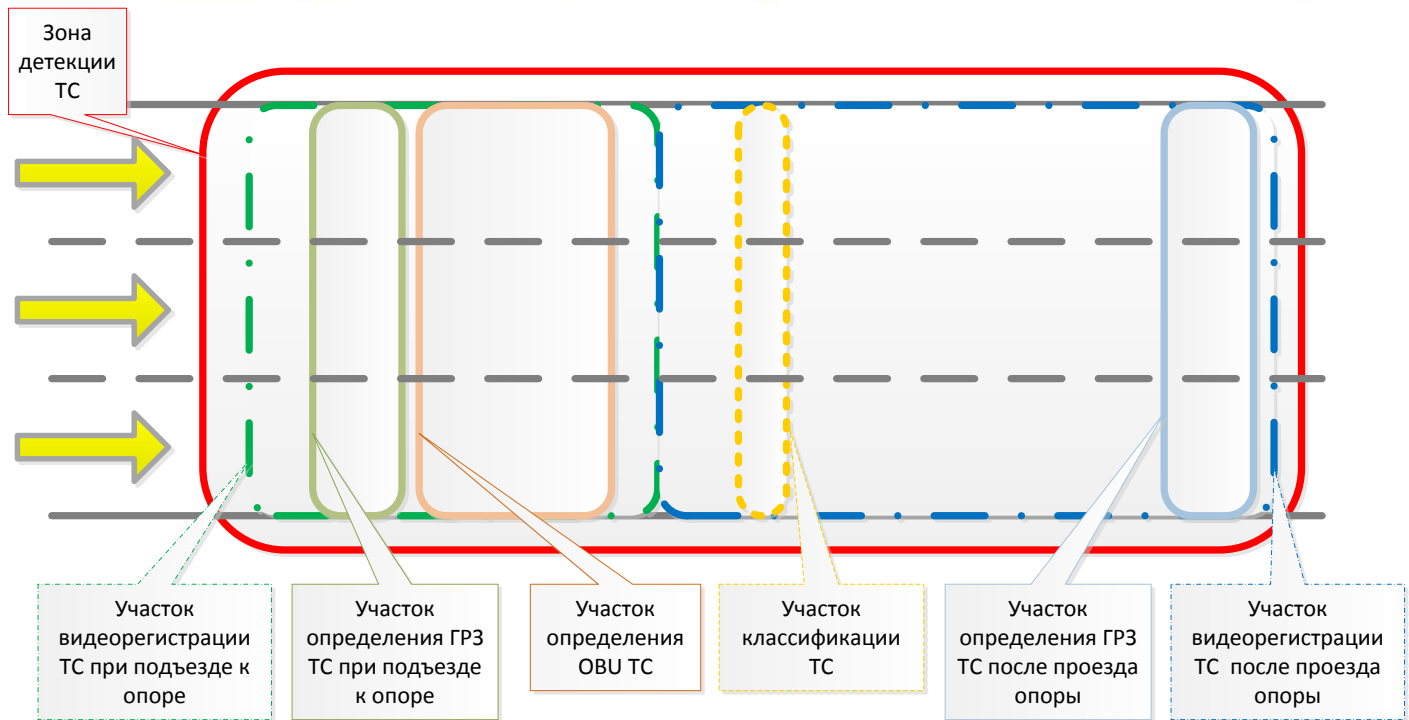 Зона
детекции
ТС
Участок
видеорегистрации
ТС при подъезде к
опоре
Участок
определения ГРЗ
ТС при подъезде
к опоре
Участок
определения
OBU ТС
Участок
классификации
ТС
Участок
определения ГРЗ
ТС после проезда
опоры
Участок
видеорегистрации
ТС после проезда
опоры